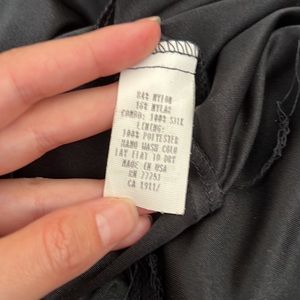 84% NYLON
16% MYLAR
COMBO: 100% SILK
LINING:
100% POLYESTER
HAND WASH COLD
LAY FLAT TO DRY
MADE IN USA
RN 77751
CA 19117